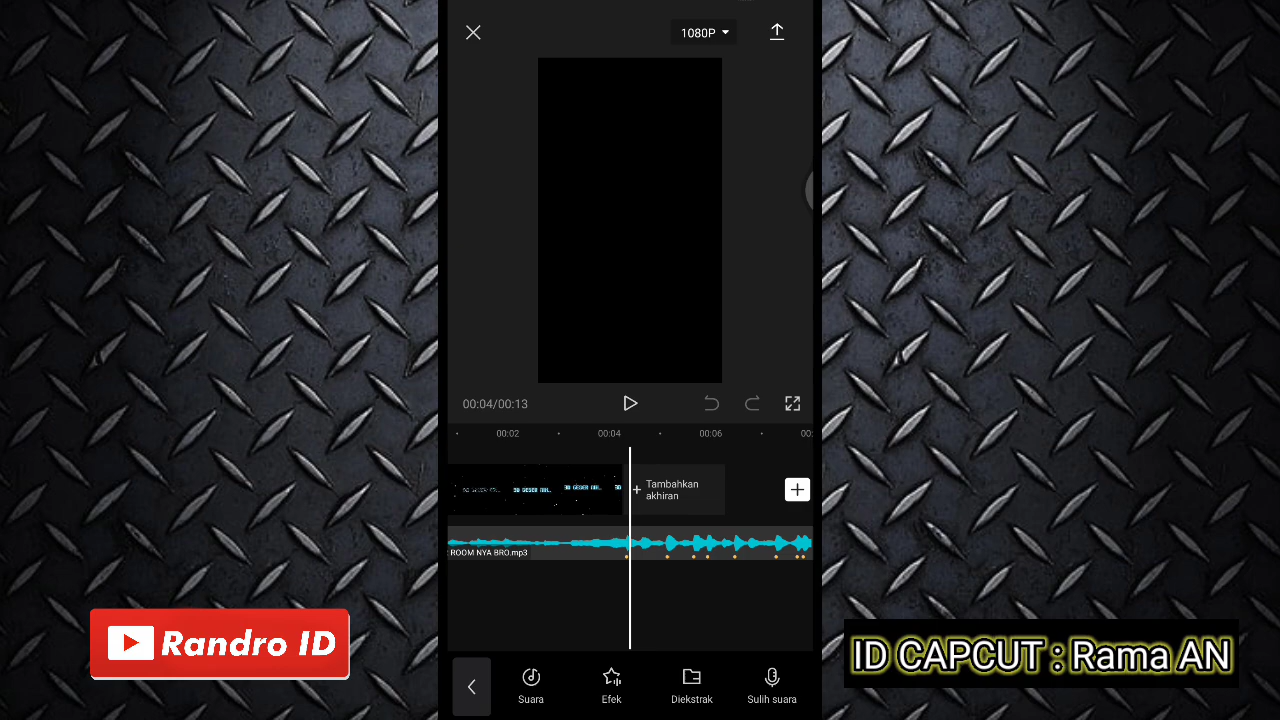 1080P
00:04/00:13
00:02
00:04
00:06
00:
Tambahkan
akhiran
ROOM NYA BRO.mp3
Suara
Efek
Diekstrak
Sulih suara
Randro ID
ID CAPCUT : Rama AN